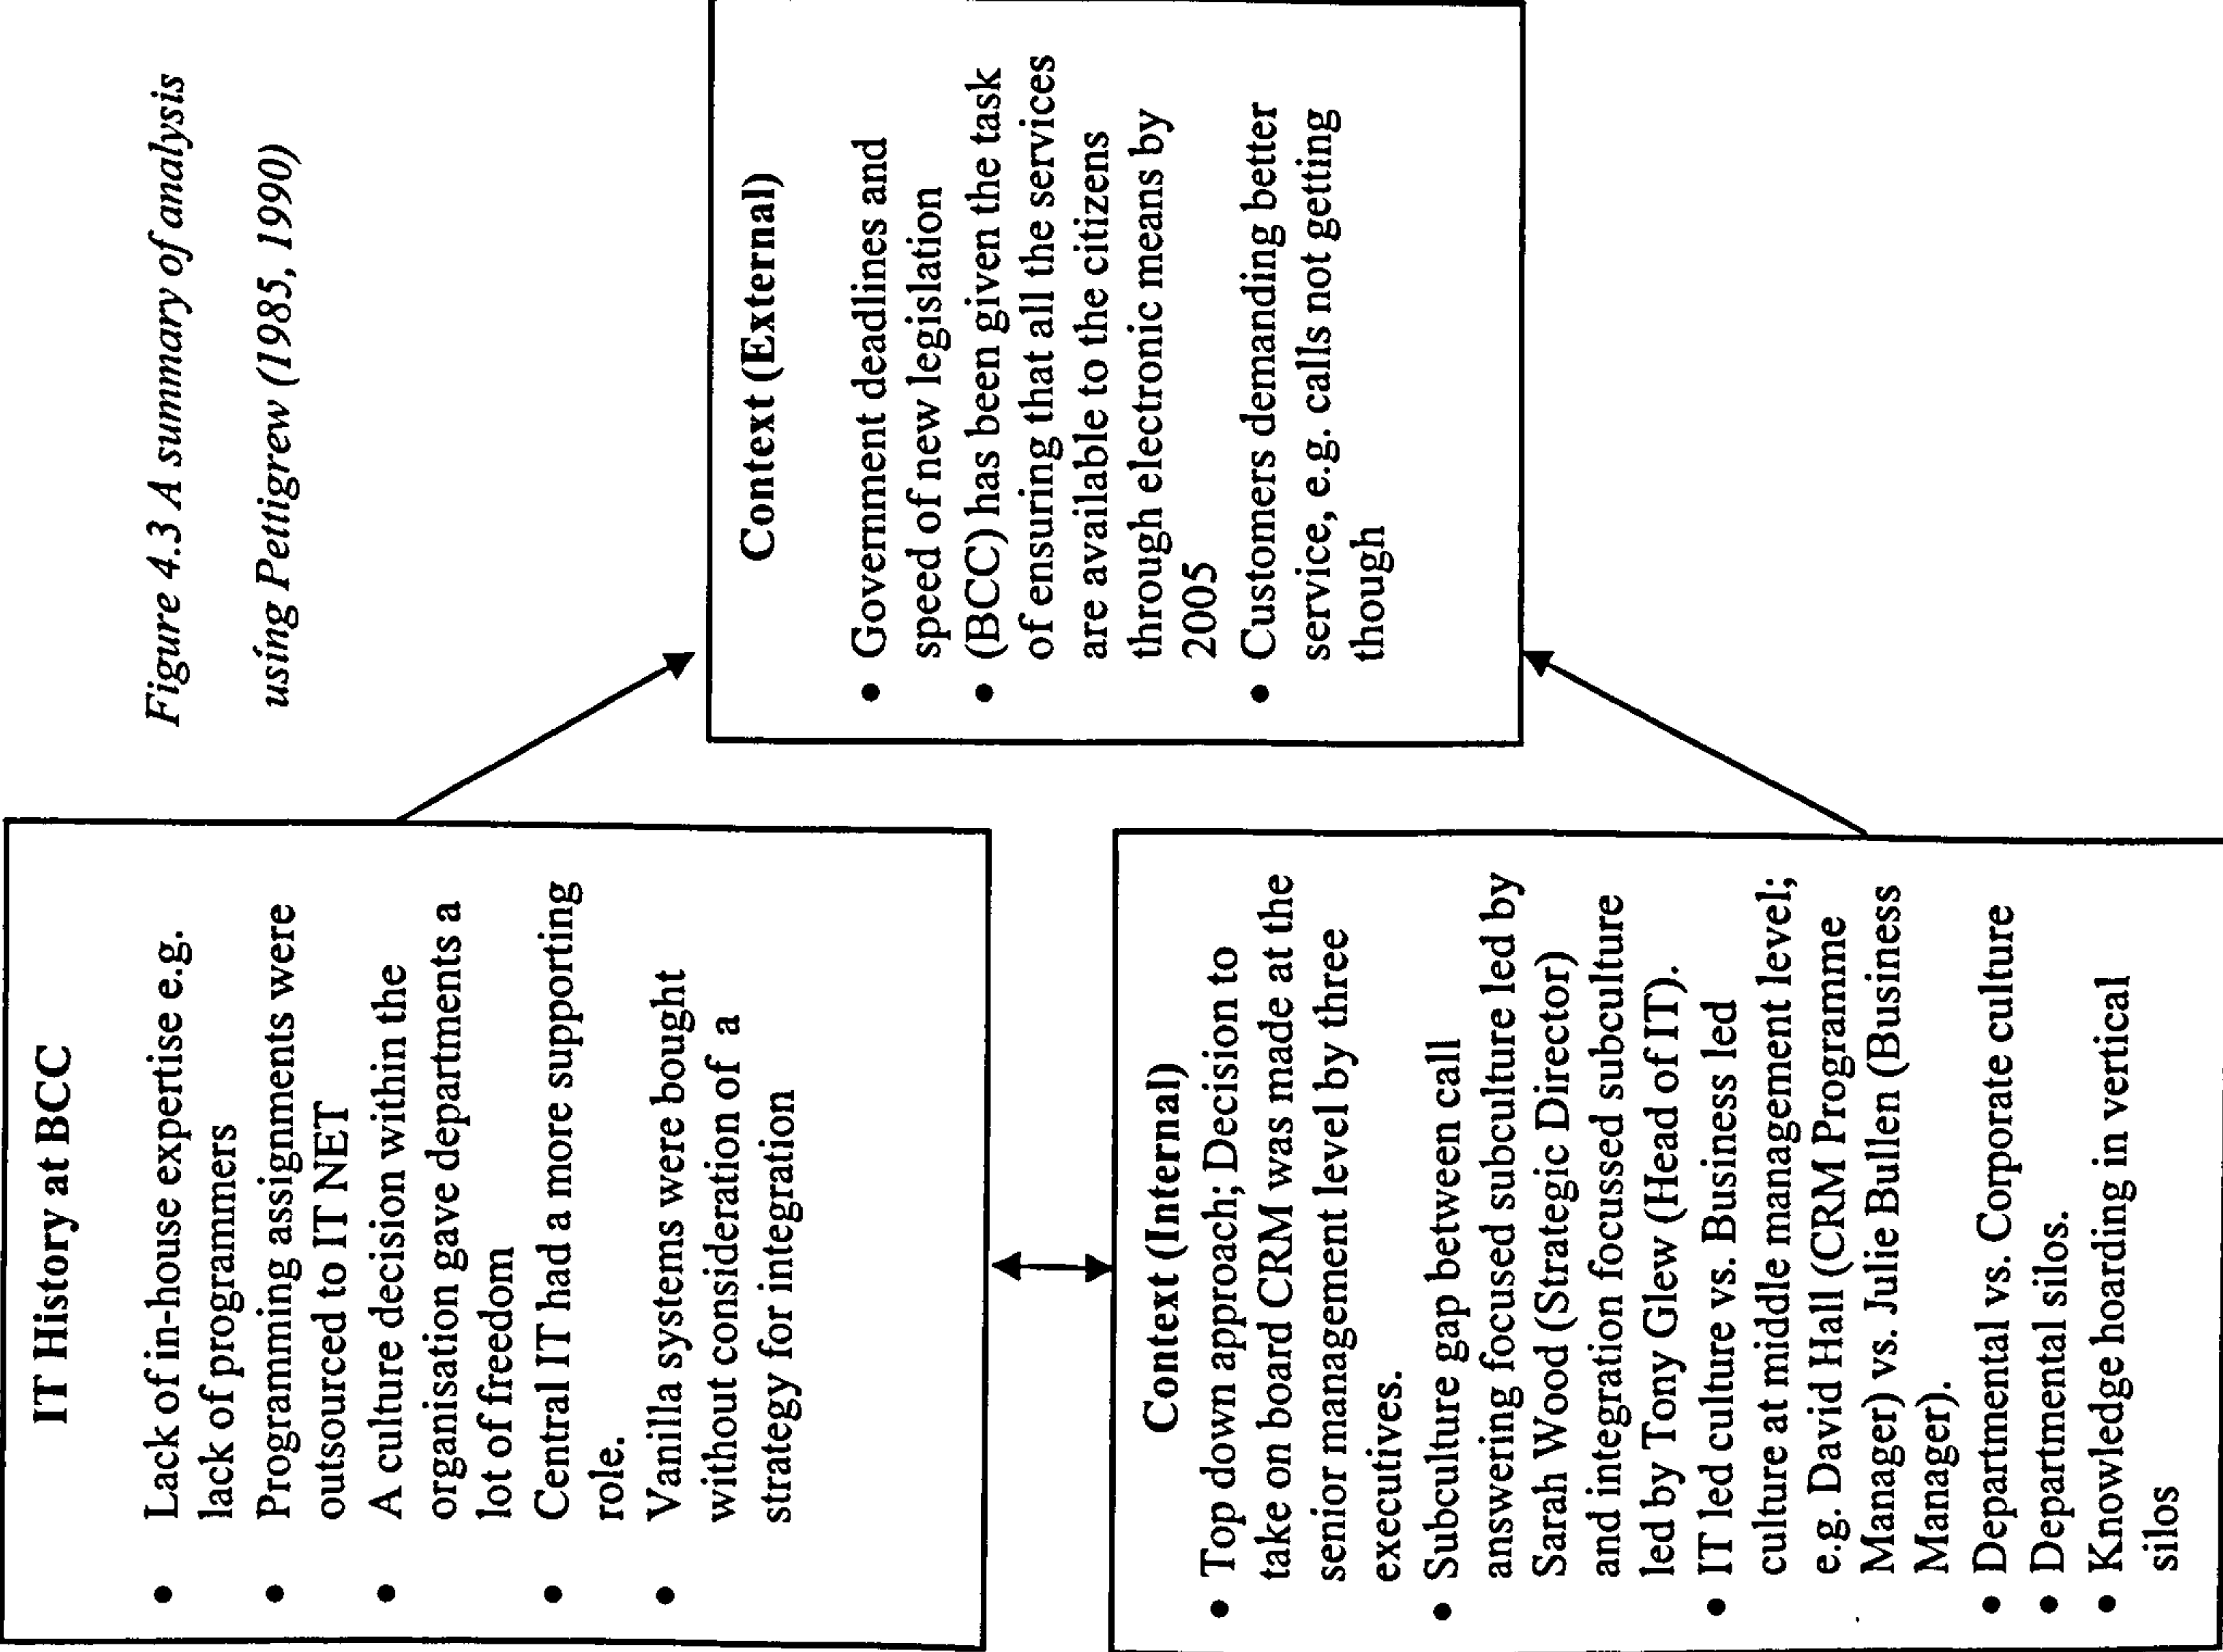 IT History at BCC
• Lack of in-house expertise e.g.
lack of programmers
• Programming assignments were
outsourced to IT NET
• A culture decision within the
organisation gave departments a
lot of freedom
• Central IT had a more supporting
role.
• Vanilla systems were bought
without consideration of a
strategy for integration
Figure 4.3 A summary of analysis
using Pettigrew (1985, 1990)
Context (External)
• Government deadlines and
speed of new legislation
• (BCC) has been given the task
of ensuring that all the services
are available to the citizens
through electronic means by
2005
• Customers demanding better
service, e.g. calls not getting
though
Context (Internal)
• Top down approach; Decision to
take on board CRM was made at the
senior management level by three
executives.
• Subculture gap between call
answering focused subculture led by
Sarah Wood (Strategic Director)
and integration focussed subculture
led by Tony Glew (Head of IT).
• IT led culture vs. Business led
culture at middle management level;
e.g. David Hall (CRM Programme
Manager) vs. Julie Bullen (Business
Manager).
• Departmental vs. Corporate culture
• Departmental silos.
• Knowledge hoarding in vertical
silos